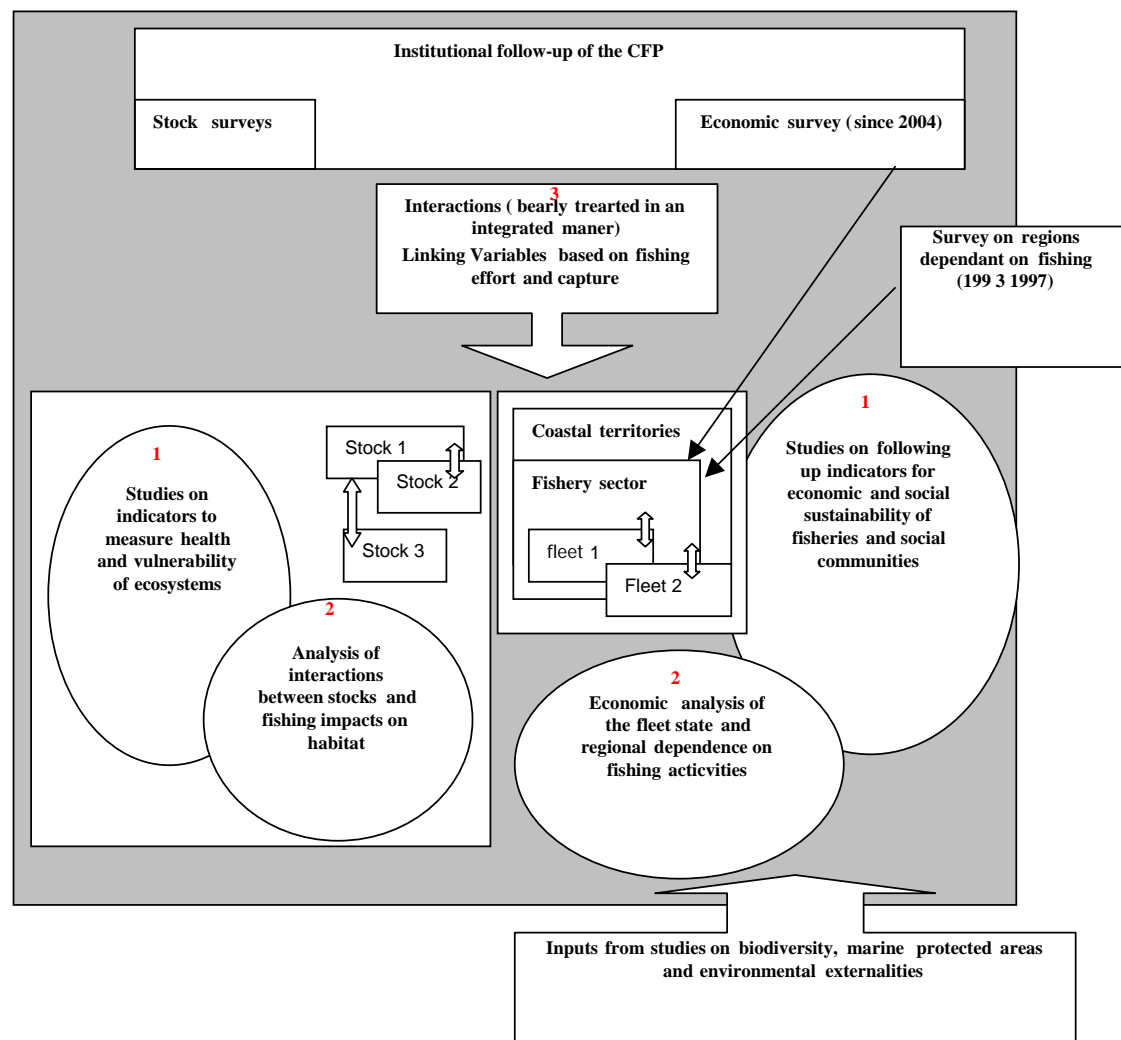 Institutional follow-up of the CFP
Stock surveys
Economic survey (since 2004)
3
Interactions ( bearly trearted in an
integrated maner)
Linking Variables based on fishing
effort and capture
Survey on regions
dependant on fishing
(199 3 1997)
1
Studies on
indicators to
measure health
and vulnerability
of ecosystems
Stock 1
Stock 2
Stock 3
2
Analysis of
interactions
between stocks and
fishing impacts on
habitat
Coastal territories
Fishery sector
fleet 1
Fleet 2
1
Studies on following
up indicators for
economic and social
sustainability of
fisheries and social
communities
2
Economic analysis of
the fleet state and
regional dependence on
fishing acticvities
Inputs from studies on biodiversity, marine protected areas
and environmental externalities